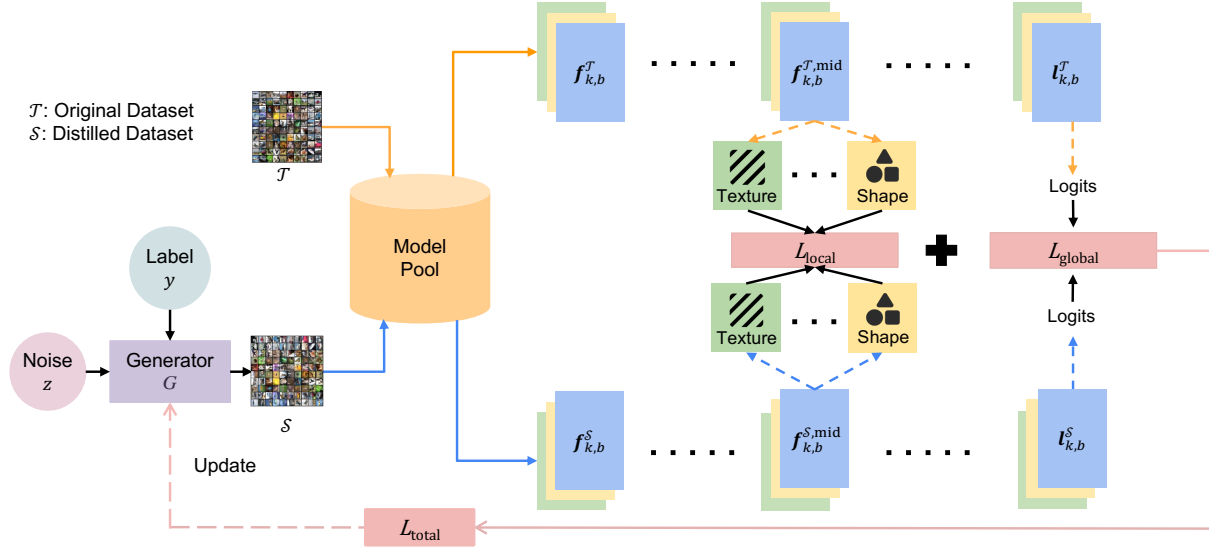 𝒯: Original Dataset
𝒮: Distilled Dataset
𝒯
Label
y
Noise
z
Generator
G
𝒮
Update
Model
Pool
f^𝒯_{k,b}
f^{𝒯,mid}_{k,b}
l^𝒯_{k,b}
Texture
Shape
Logits
L_local
L_global
Texture
Shape
Logits
f^𝒮_{k,b}
f^{𝒮,mid}_{k,b}
l^𝒮_{k,b}
L_total